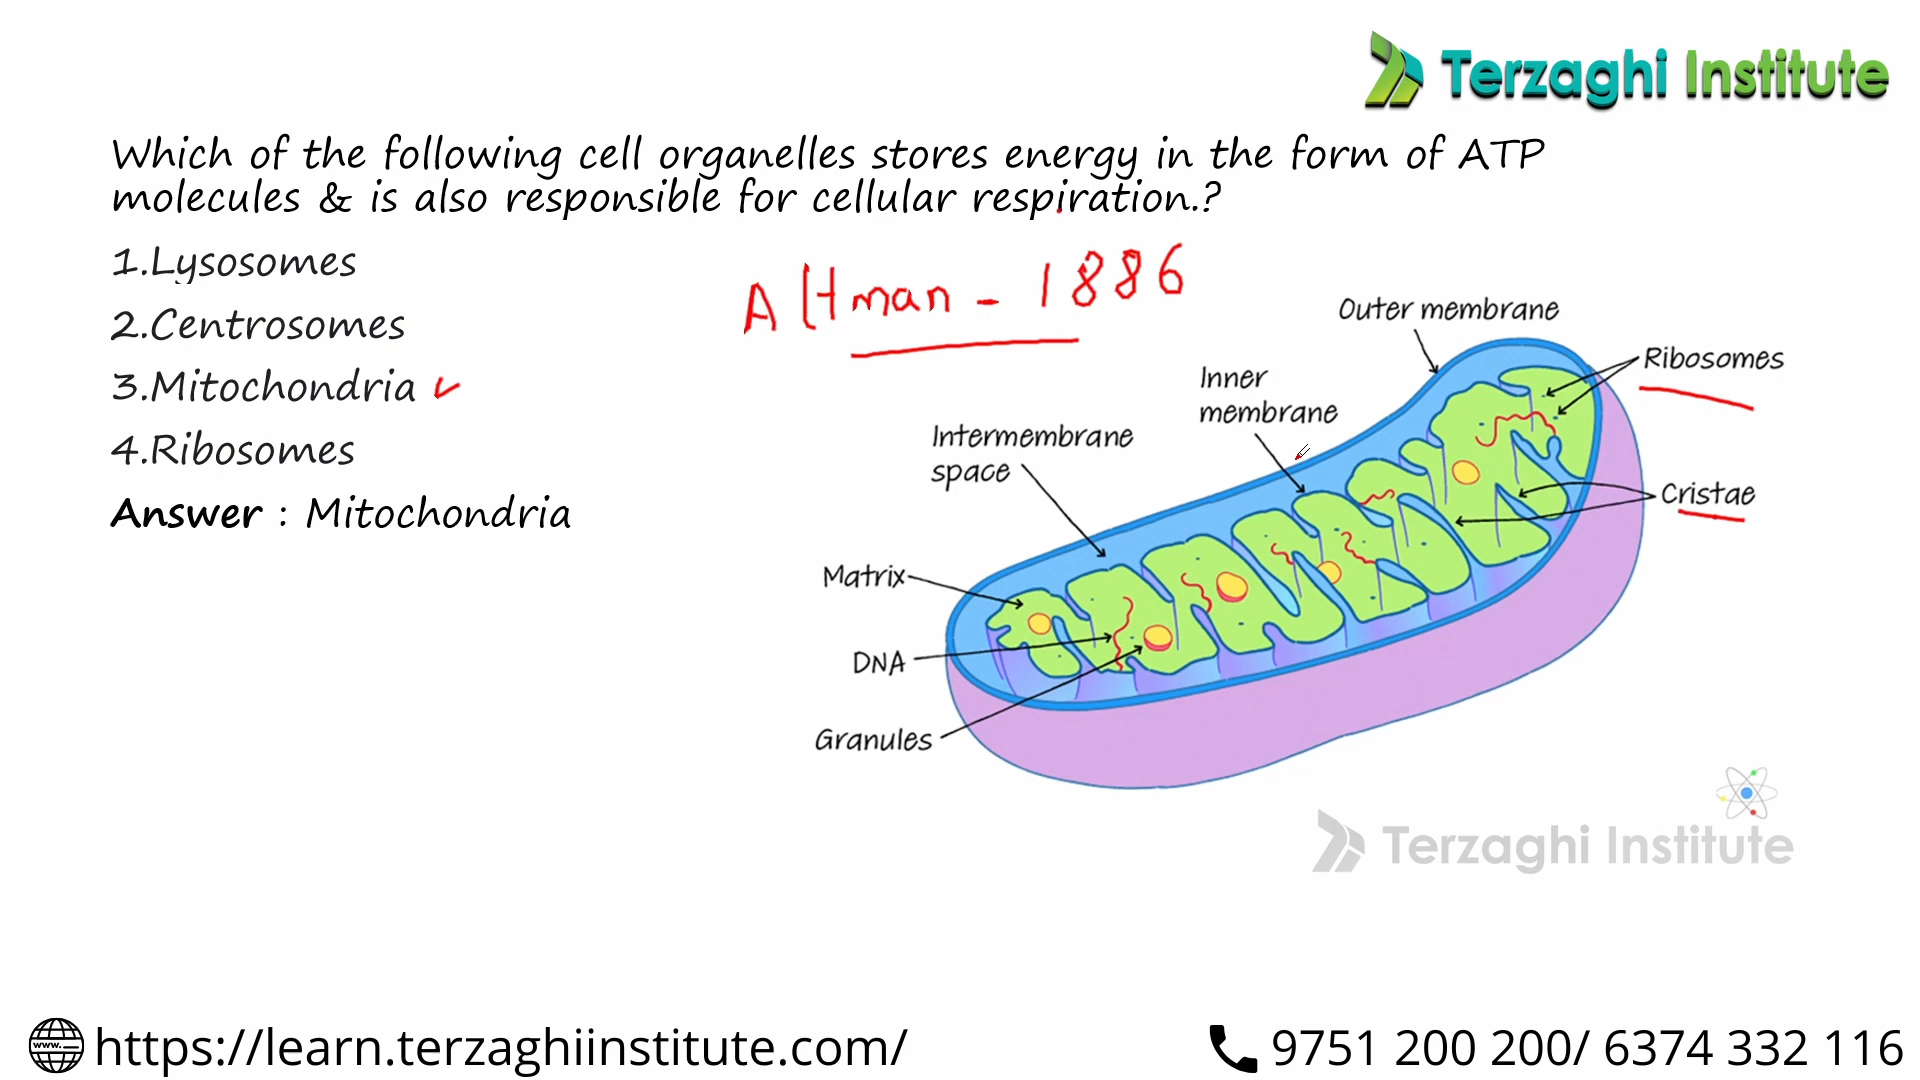 Terzaghi Institute
Which of the following cell organelles stores energy in the form of ATP
molecules & is also responsible for cellular respiration.?
1.Lysosomes
2.Centrosomes
3.Mitochondria
4.Ribosomes
Answer : Mitochondria
Altman - 1886
Outer membrane
Ribosomes
Inner
membrane
Intermembrane
space
Cristae
Matrix
DNA
Granules
Terzaghi Institute
www.
https://learn.terzaghiinstitute.com/
9751 200 200/ 6374 332 116